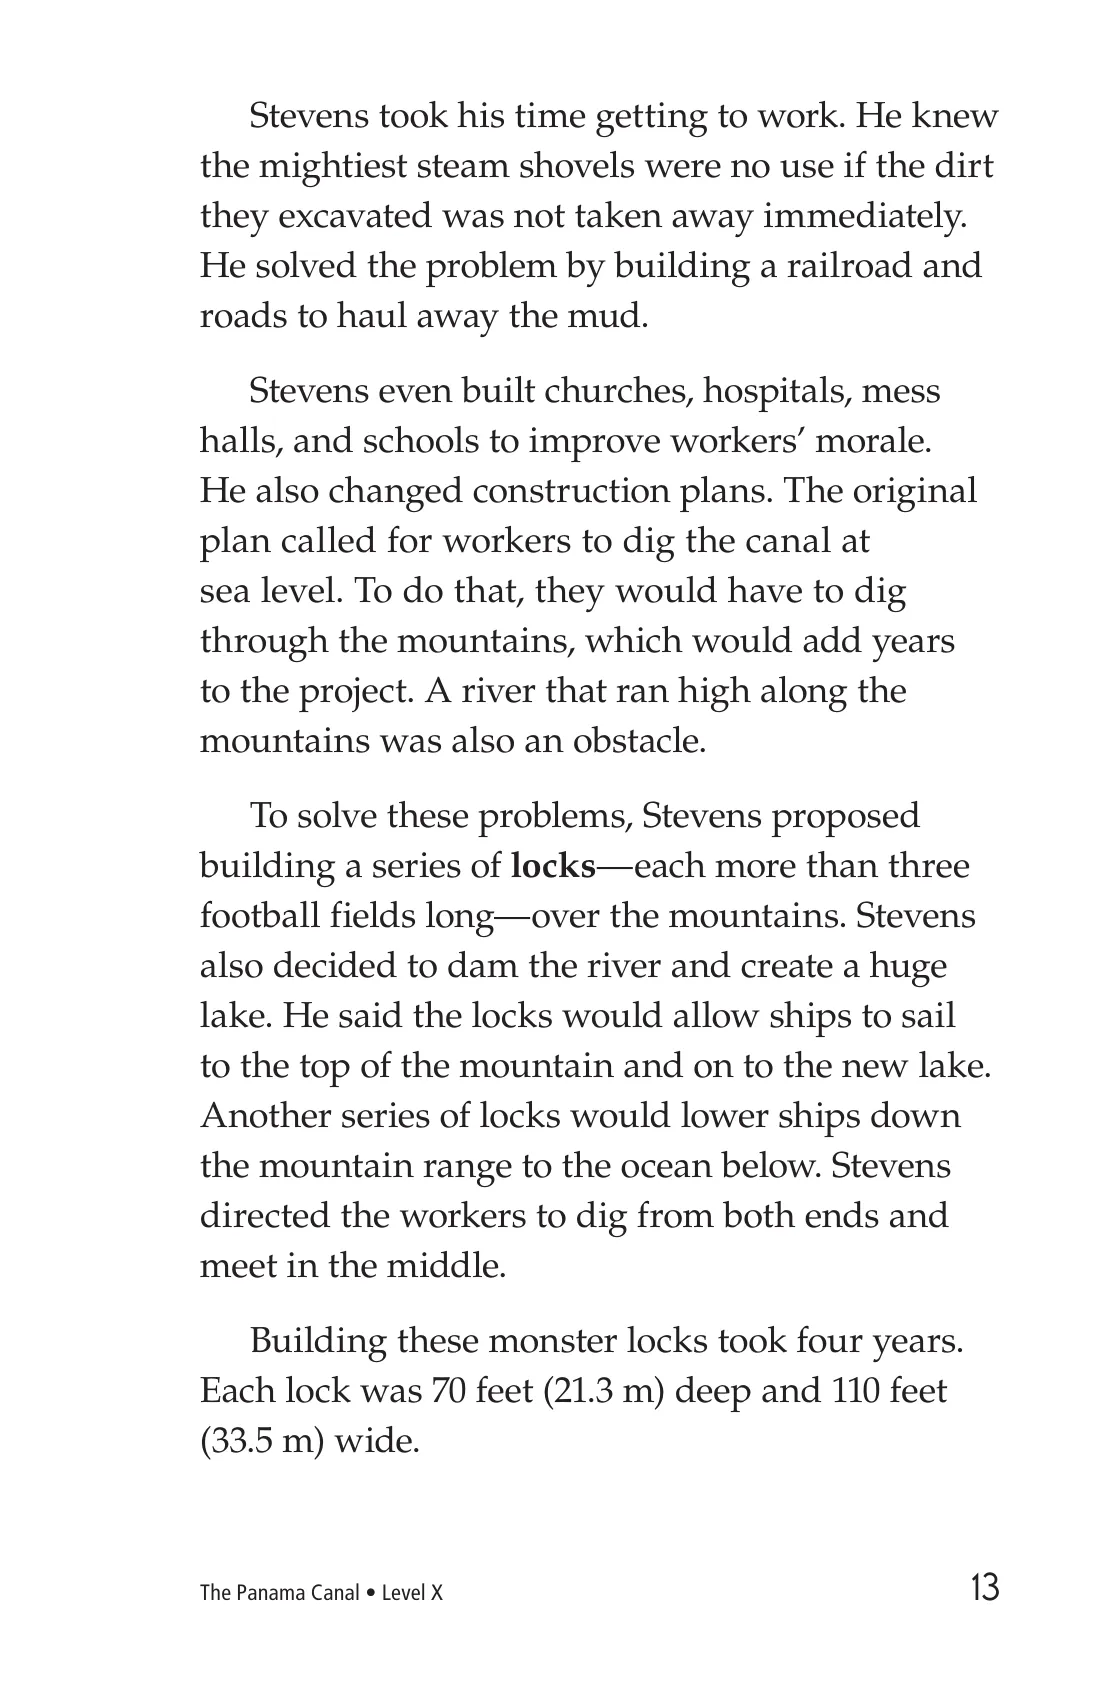 Stevens took his time getting to work. He knew
the mightiest steam shovels were no use if the dirt
they excavated was not taken away immediately.
He solved the problem by building a railroad and
roads to haul away the mud.
Stevens even built churches, hospitals, mess
halls, and schools to improve workers’ morale.
He also changed construction plans. The original
plan called for workers to dig the canal at
sea level. To do that, they would have to dig
through the mountains, which would add years
to the project. A river that ran high along the
mountains was also an obstacle.
To solve these problems, Stevens proposed
building a series of locks—each more than three
football fields long—over the mountains. Stevens
also decided to dam the river and create a huge
lake. He said the locks would allow ships to sail
to the top of the mountain and on to the new lake.
Another series of locks would lower ships down
the mountain range to the ocean below. Stevens
directed the workers to dig from both ends and
meet in the middle.
Building these monster locks took four years.
Each lock was 70 feet (21.3 m) deep and 110 feet
(33.5 m) wide.
The Panama Canal • Level X 13